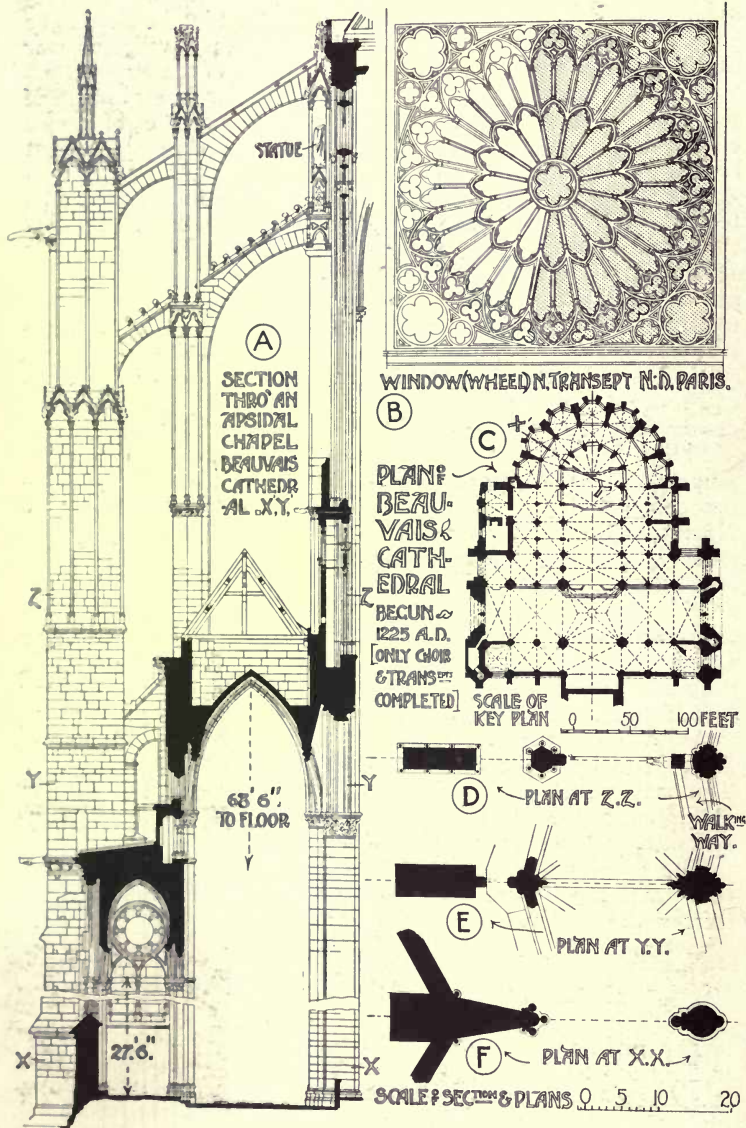 STATUE
A
SECTION
THRO' AN
APSIDAL
CHAPEL
BEAUVAIS
CATHEDR
-AL .X.Y.
Z
Z
Y
Y
63'.6".
TO FLOOR
27'.6".
X
X
WINDOW (WHEEL) N. TRANSEPT N:D. PARIS.
B
C
PLAN OF
BEAU-
VAIS
CATH-
EDRAL
BEGUN
1225 A.D.
[ONLY CHOIR
& TRANSEPTS
COMPLETED]
SCALE OF
KEY PLAN
0 50 100 FEET
D
PLAN AT Z.Z.
WALKING
WAY.
E
PLAN AT Y.Y.
F
PLAN AT X.X.
SCALE OF SECTION & PLANS 0 5 10 20